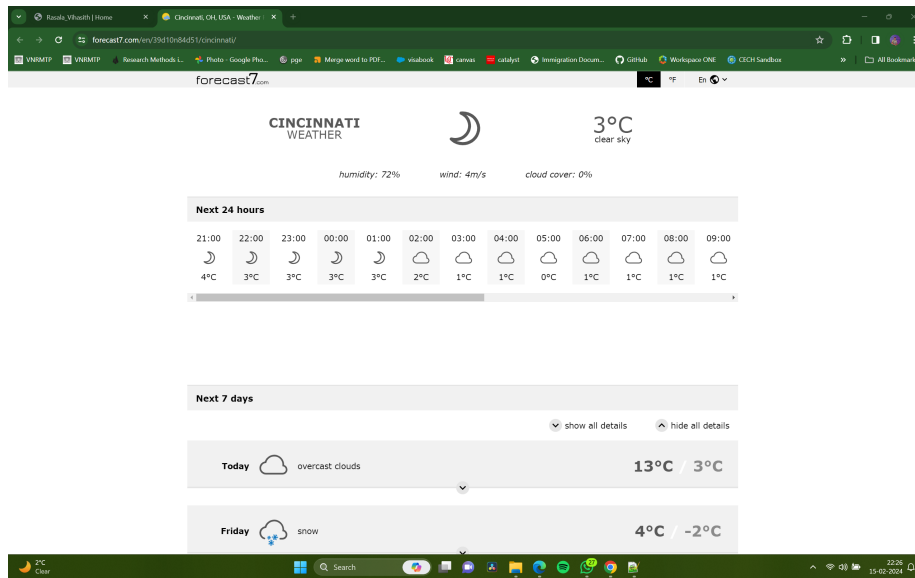 Rasala_Vihasith | Home
Cincinnati, OH, USA - Weather
forecast7.com/en/39d10n84d51/cincinnati/
VNRMTP VNRMTP Research Methods i... Photo - Google Pho... pge Merge word to PDF... visabook canvas catalyst Immigration Docum... GitHub Workspace ONE CECH Sandbox » All Bookmark
forecast7.com °C °F En
CINCINNATI
WEATHER
3°C
clear sky
humidity: 72% wind: 4m/s cloud cover: 0%
Next 24 hours
21:00 22:00 23:00 00:00 01:00 02:00 03:00 04:00 05:00 06:00 07:00 08:00 09:00
4°C 3°C 3°C 3°C 3°C 2°C 1°C 1°C 0°C 1°C 1°C 1°C 1°C
Next 7 days
show all details hide all details
Today overcast clouds 13°C / 3°C
Friday snow 4°C / -2°C
2°C
Clear
Search
27
22:26
15-02-2024